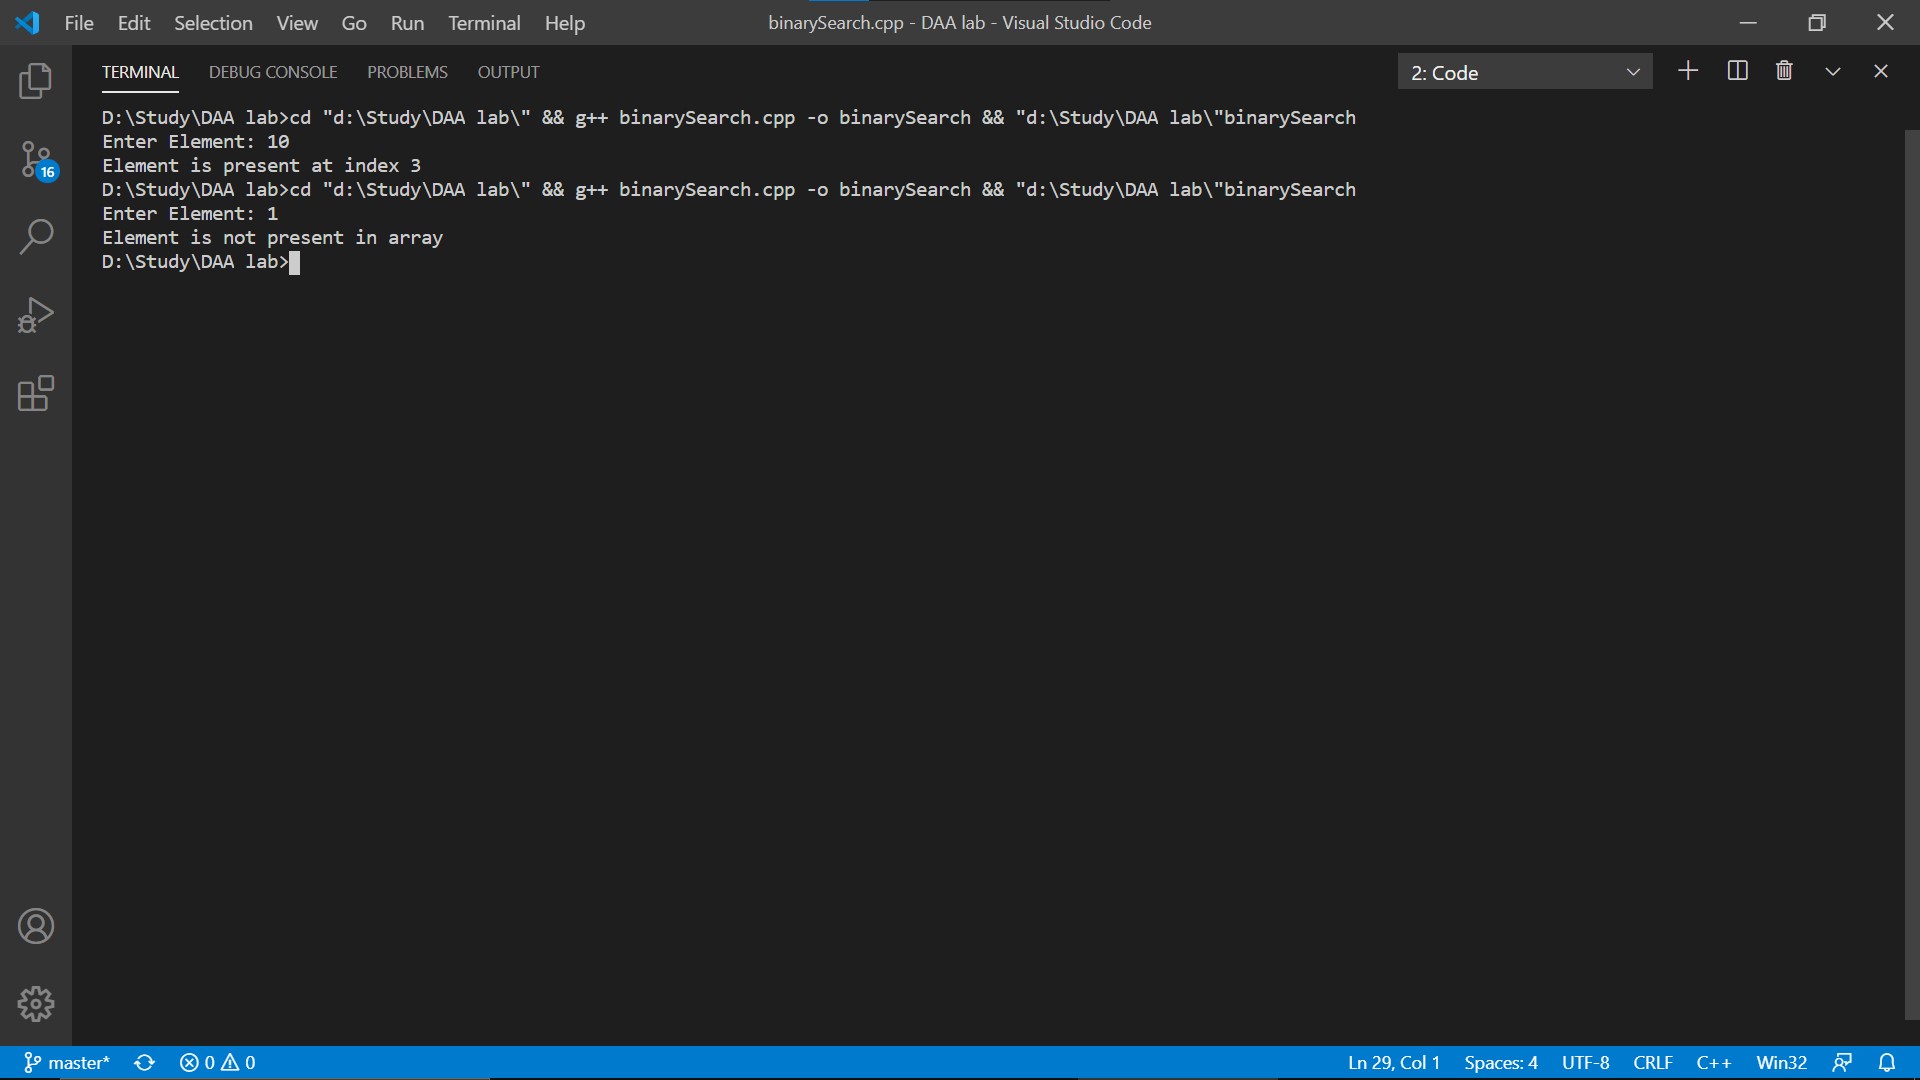 File Edit Selection View Go Run Terminal Help binarySearch.cpp - DAA lab - Visual Studio Code
TERMINAL DEBUG CONSOLE PROBLEMS OUTPUT 2: Code
D:\Study\DAA lab>cd "d:\Study\DAA lab\" && g++ binarySearch.cpp -o binarySearch && "d:\Study\DAA lab\"binarySearch
Enter Element: 10
Element is present at index 3
D:\Study\DAA lab>cd "d:\Study\DAA lab\" && g++ binarySearch.cpp -o binarySearch && "d:\Study\DAA lab\"binarySearch
Enter Element: 1
Element is not present in array
D:\Study\DAA lab>
16
master* 0 0 Ln 29, Col 1 Spaces: 4 UTF-8 CRLF C++ Win32